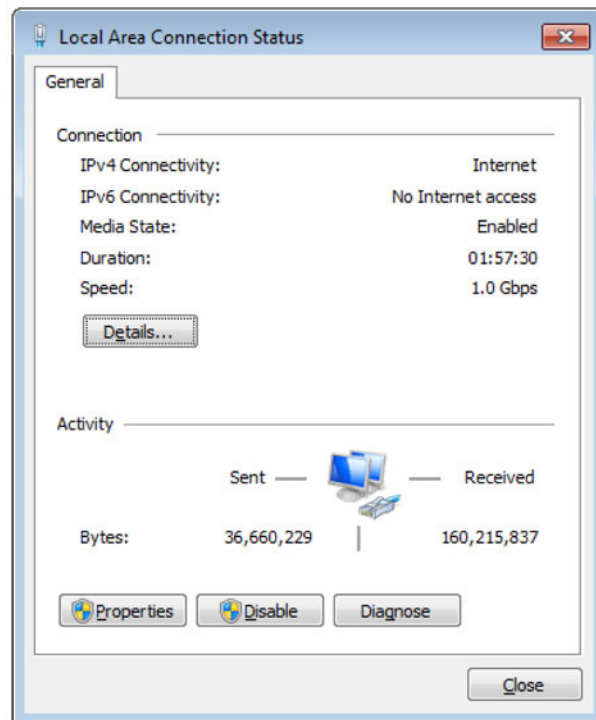 Local Area Connection Status
General
Connection
IPv4 Connectivity: Internet
IPv6 Connectivity: No Internet access
Media State: Enabled
Duration: 01:57:30
Speed: 1.0 Gbps
Details...
Activity
Sent Received
Bytes: 36,660,229 160,215,837
Properties Disable Diagnose
Close